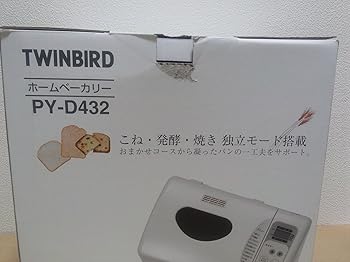 TWINBIRD
ホームベーカリー
PY-D432
こね・発酵・焼き 独立モード搭載
おまかせコースから凝ったパンの一工夫をサポート。